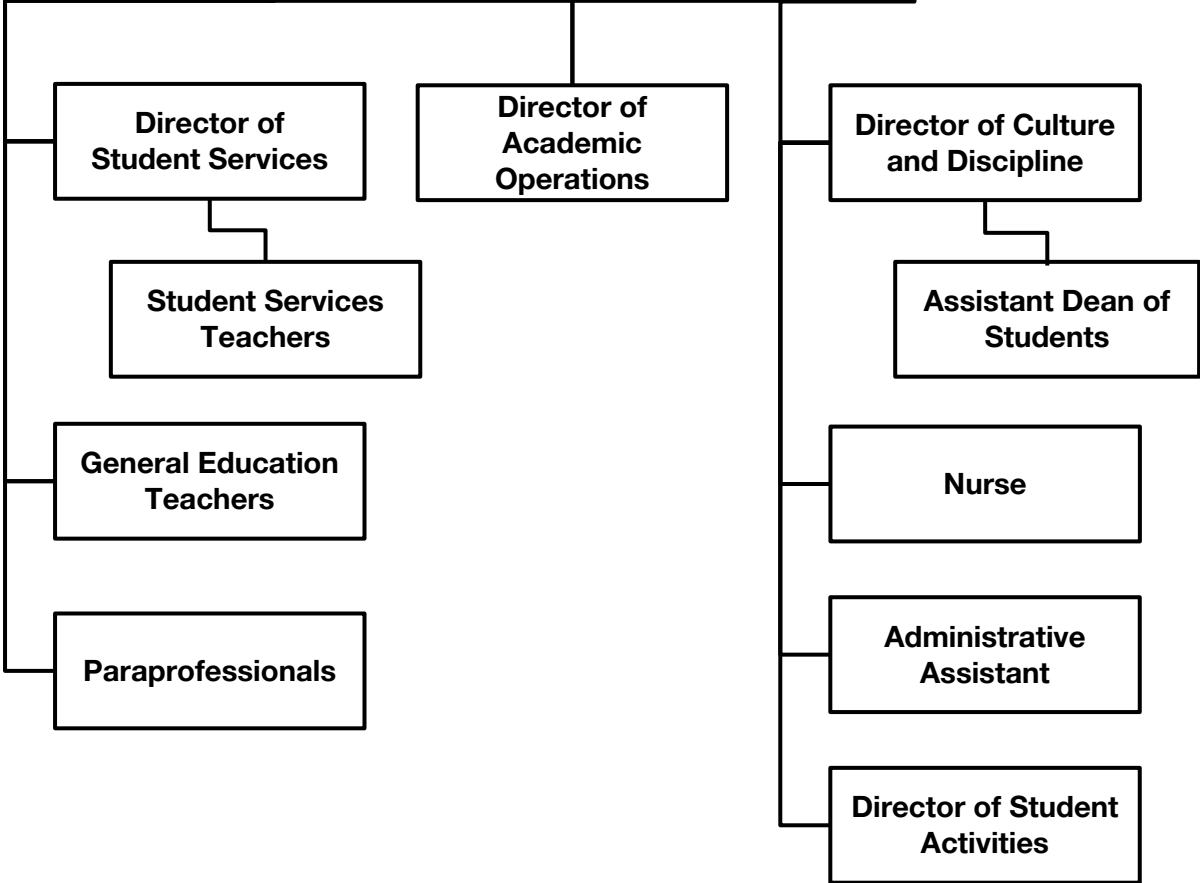 Director of
Student Services
Director of
Academic
Operations
Director of Culture
and Discipline
Student Services
Teachers
Assistant Dean of
Students
General Education
Teachers
Nurse
Paraprofessionals
Administrative
Assistant
Director of Student
Activities